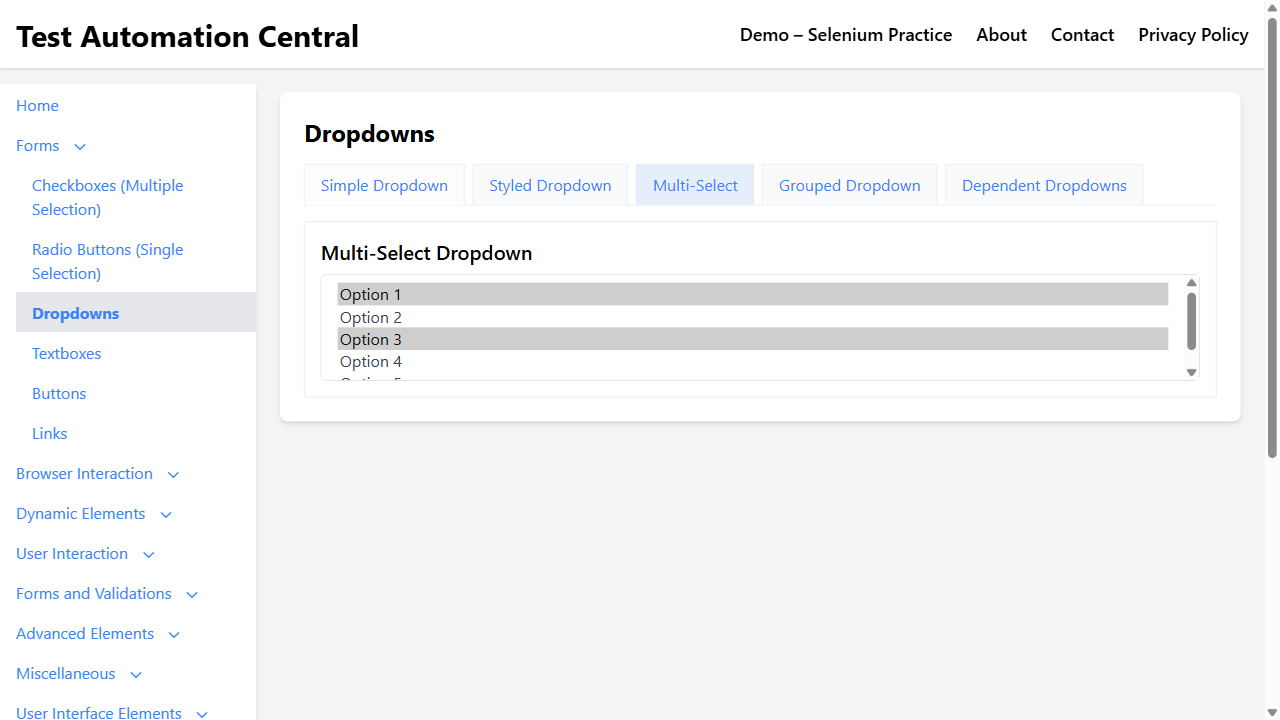 Test Automation Central
Demo – Selenium Practice
About
Contact
Privacy Policy
Home
Forms
Checkboxes (Multiple
Selection)
Radio Buttons (Single
Selection)
Dropdowns
Textboxes
Buttons
Links
Browser Interaction
Dynamic Elements
User Interaction
Forms and Validations
Advanced Elements
Miscellaneous
User Interface Elements
Dropdowns
Simple Dropdown
Styled Dropdown
Multi-Select
Grouped Dropdown
Dependent Dropdowns
Multi-Select Dropdown
Option 1
Option 2
Option 3
Option 4